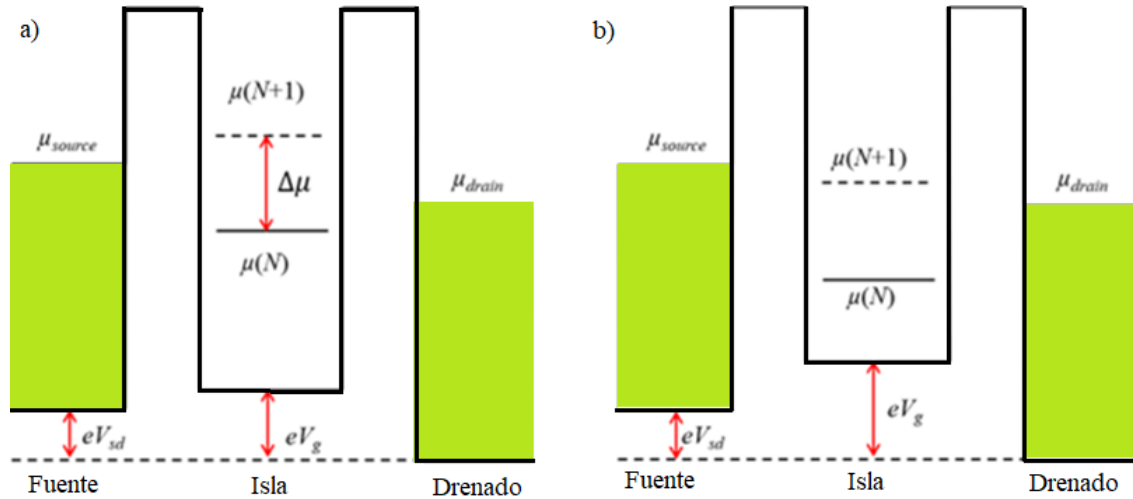 a)
μ(N+1)
μsource
Δμ
μdrain
μ(N)
eVsd
eVg
Fuente
Isla
Drenado
b)
μsource
μ(N+1)
μdrain
μ(N)
eVg
eVsd
Fuente
Isla
Drenado